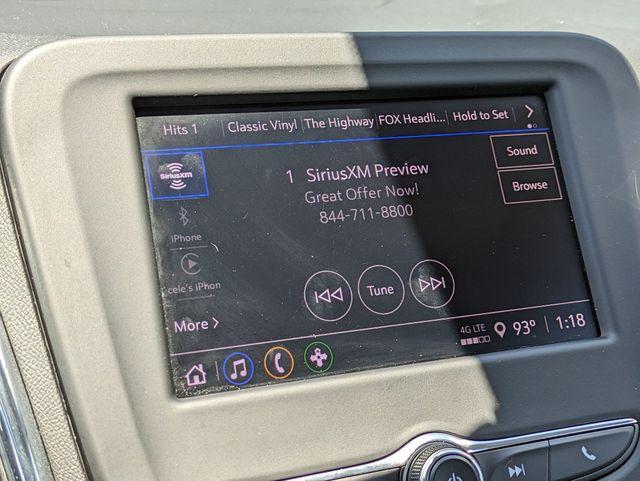 Hits 1 Classic Vinyl The Highway FOX Headli... Hold to Set
SiriusXm
1 SiriusXM Preview
Sound
Great Offer Now!
Browse
844-711-8800
iPhone
cele's iPhon
Tune
More
4G LTE 93° 1:18